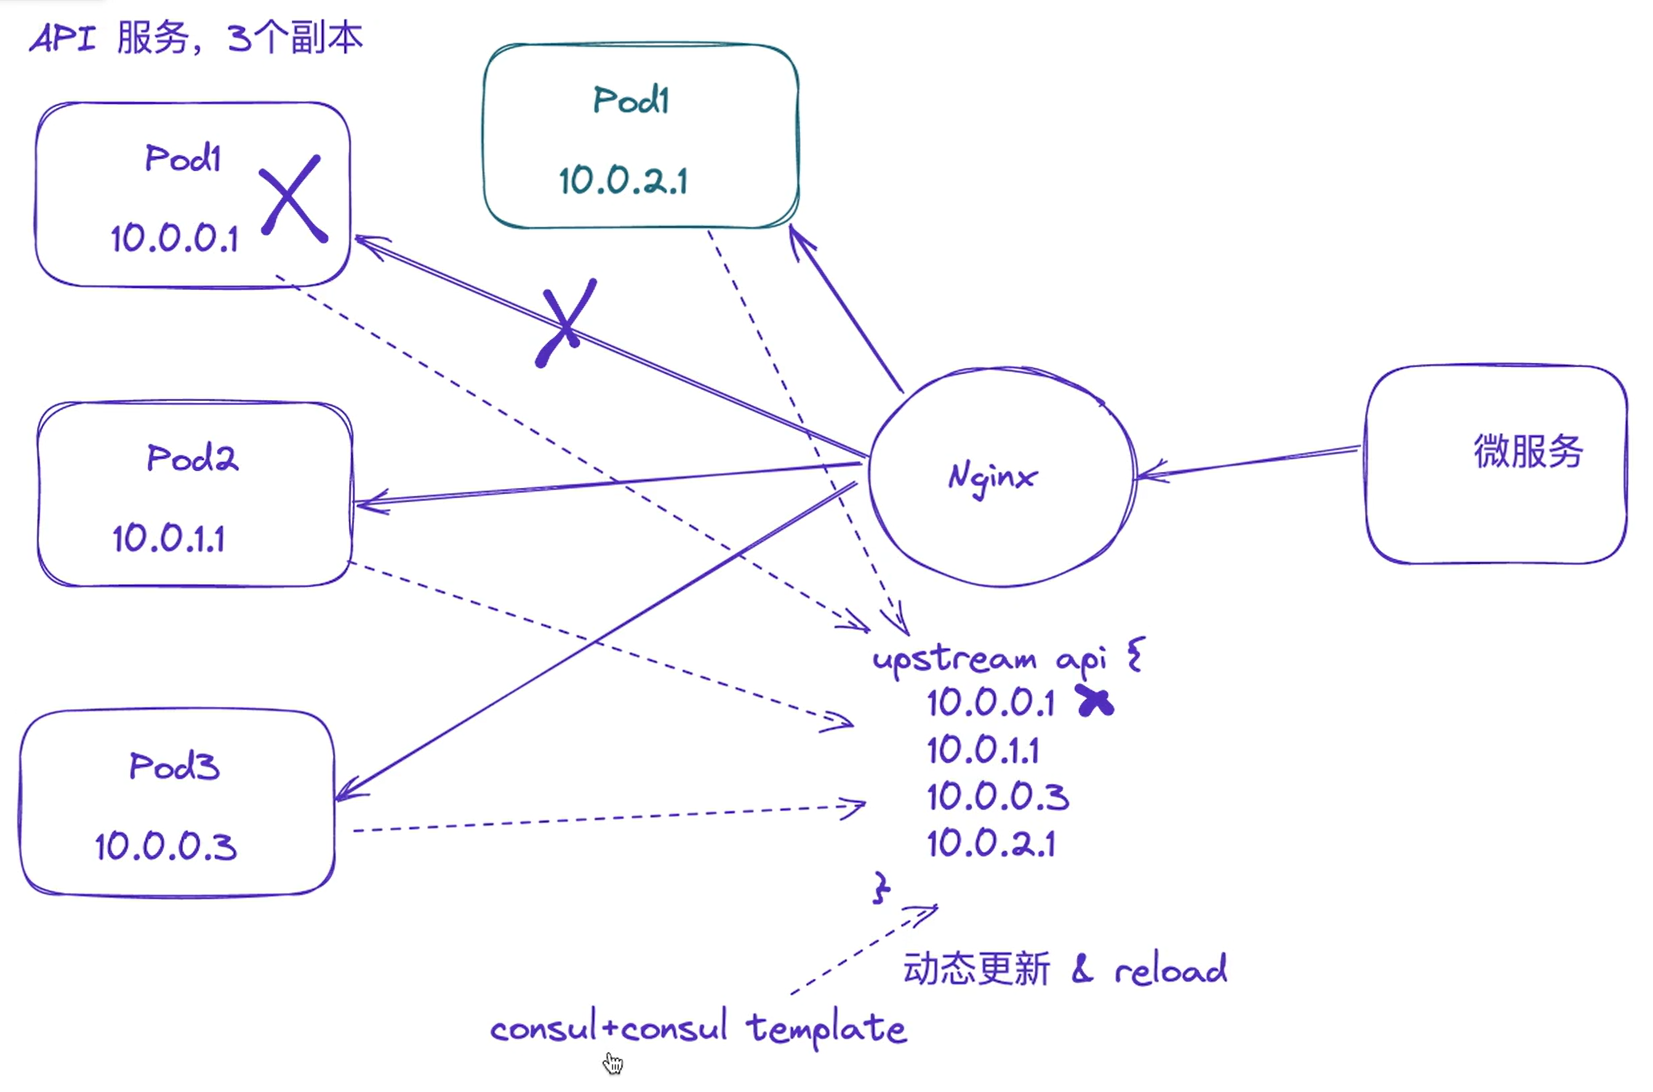 API 服务，3个副本
Pod1
10.0.0.1
Pod1
10.0.2.1
Pod2
10.0.1.1
Pod3
10.0.0.3
Nginx
微服务
upstream api {
10.0.0.1
10.0.1.1
10.0.0.3
10.0.2.1
}
动态更新 & reload
consul+consul template